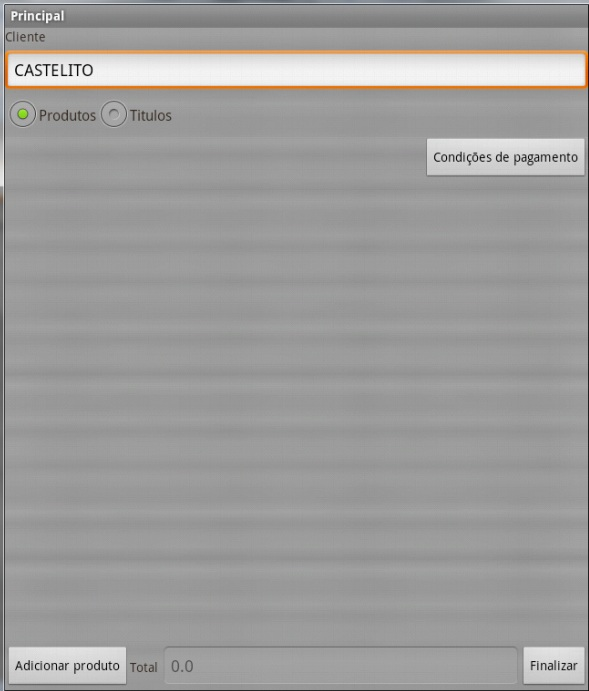 Principal
Cliente
CASTELITO
Produtos Titulos
Condições de pagamento
Adicionar produto Total 0.0 Finalizar